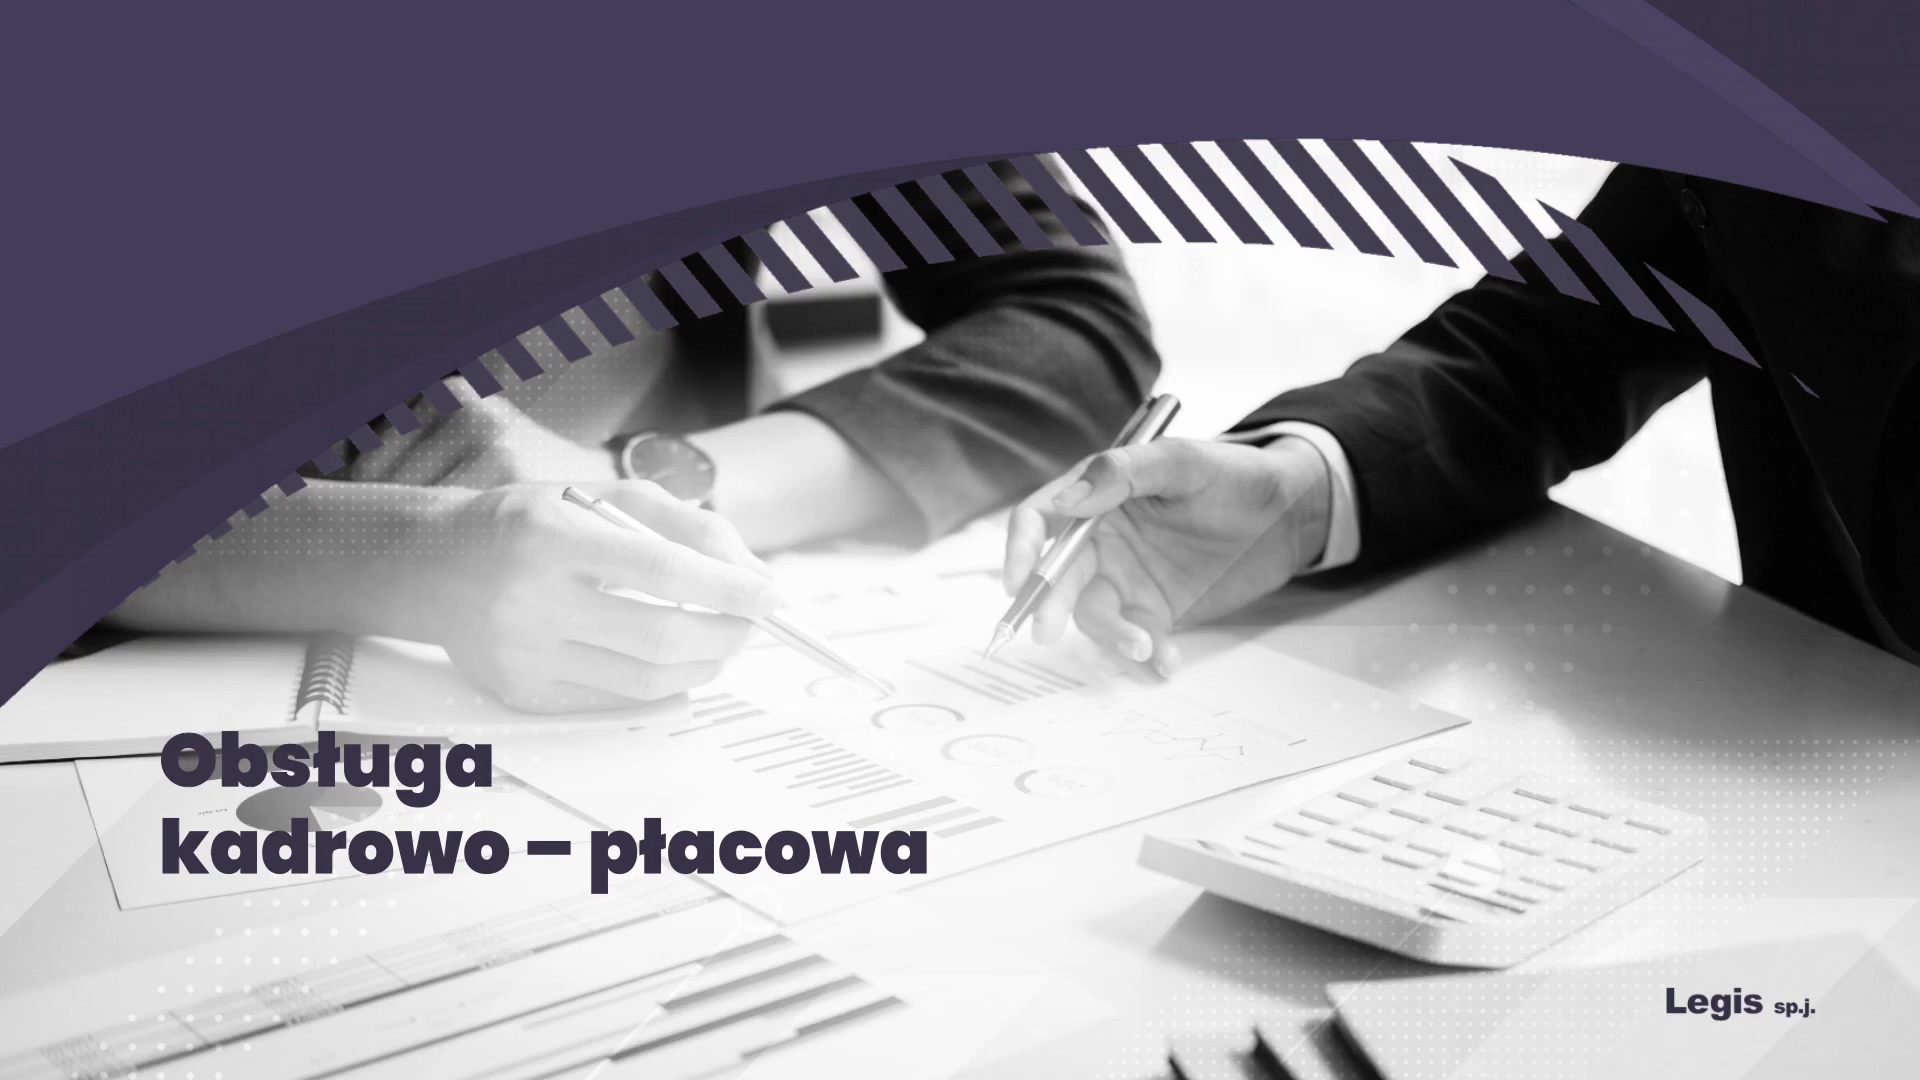 Obsługa
kadrowo – płacowa
Legis sp.j.